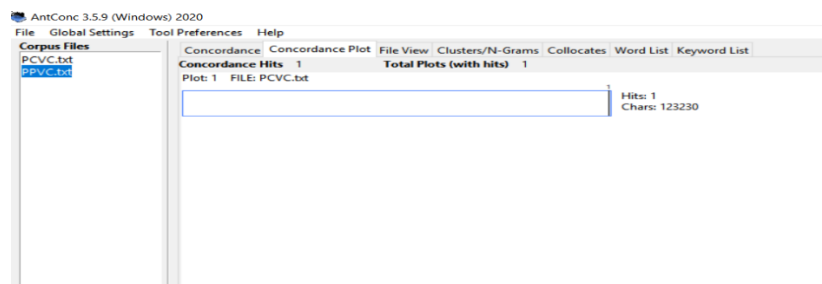 AntConc 3.5.9 (Windows) 2020
File Global Settings Tool Preferences Help
Corpus Files
PCVC.txt
PPVC.txt
Concordance Concordance Plot File View Clusters/N-Grams Collocates Word List Keyword List
Concordance Hits 1 Total Plots (with hits) 1
Plot: 1 FILE: PCVC.txt
1
Hits: 1
Chars: 123230